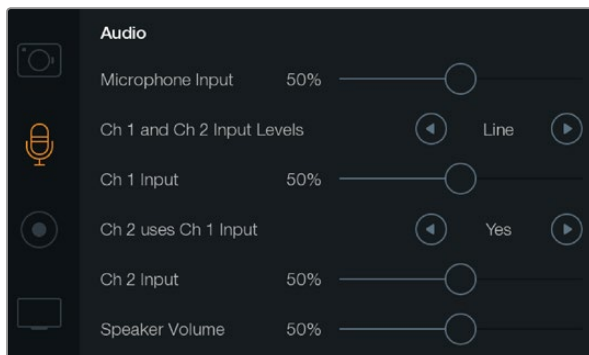 Audio
Microphone Input 50%
Ch 1 and Ch 2 Input Levels Line
Ch 1 Input 50%
Ch 2 uses Ch 1 Input Yes
Ch 2 Input 50%
Speaker Volume 50%